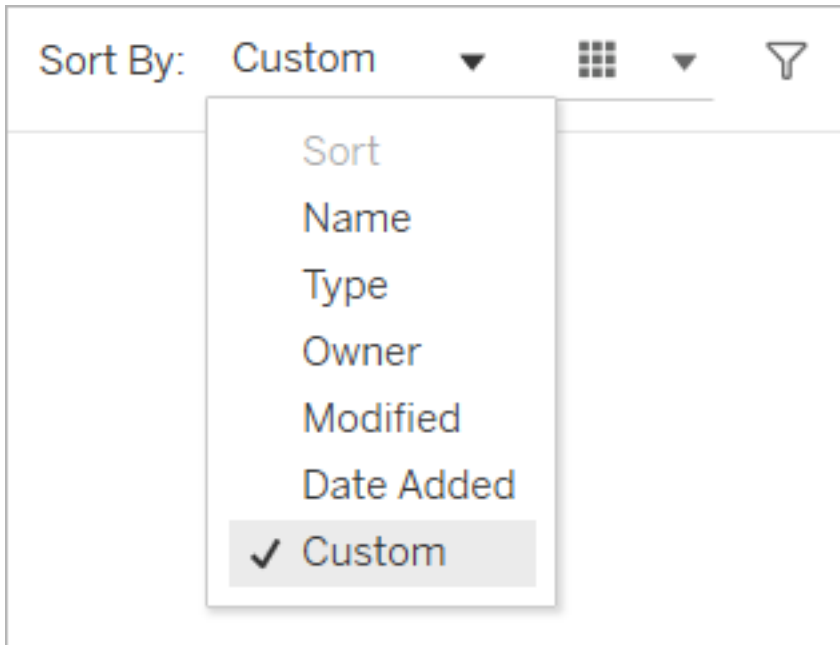 Sort By: Custom
Sort
Name
Type
Owner
Modified
Date Added
Custom